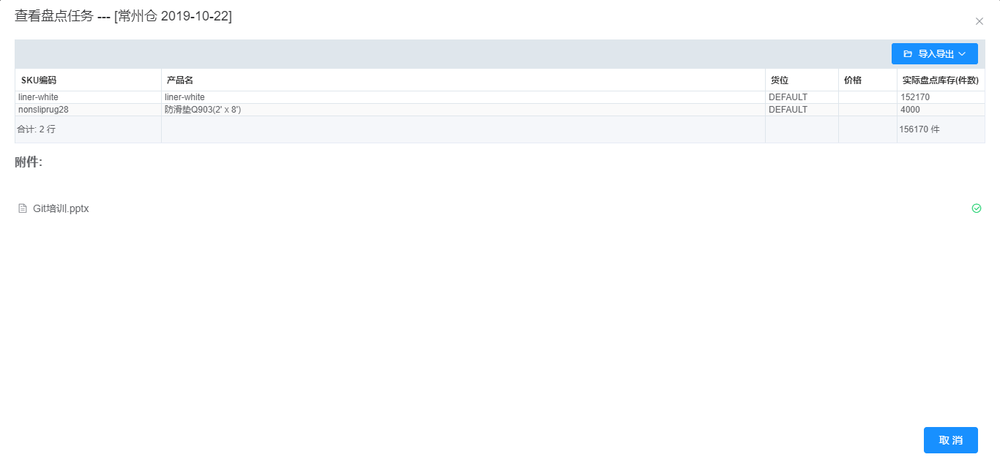 查看盘点任务 --- [常州仓 2019-10-22]
导入导出
SKU编码 产品名 货位 价格 实际盘点库存(件数)
liner-white liner-white DEFAULT 152170
nonsliprug28 防滑垫Q903(2' x 8') DEFAULT 4000
合计: 2 行 156170 件
附件:
Git培训.pptx
取 消